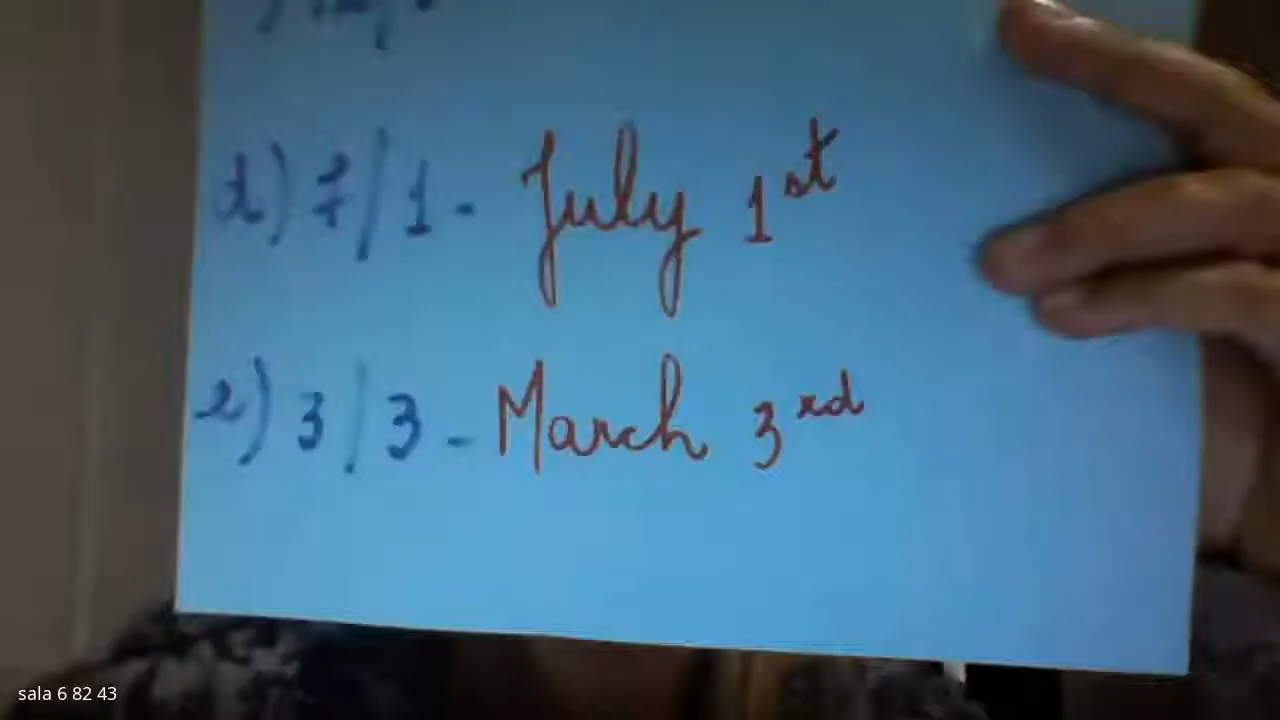 d) 7/1 - July 1st
e) 3/3 - March 3rd
sala 6 82 43